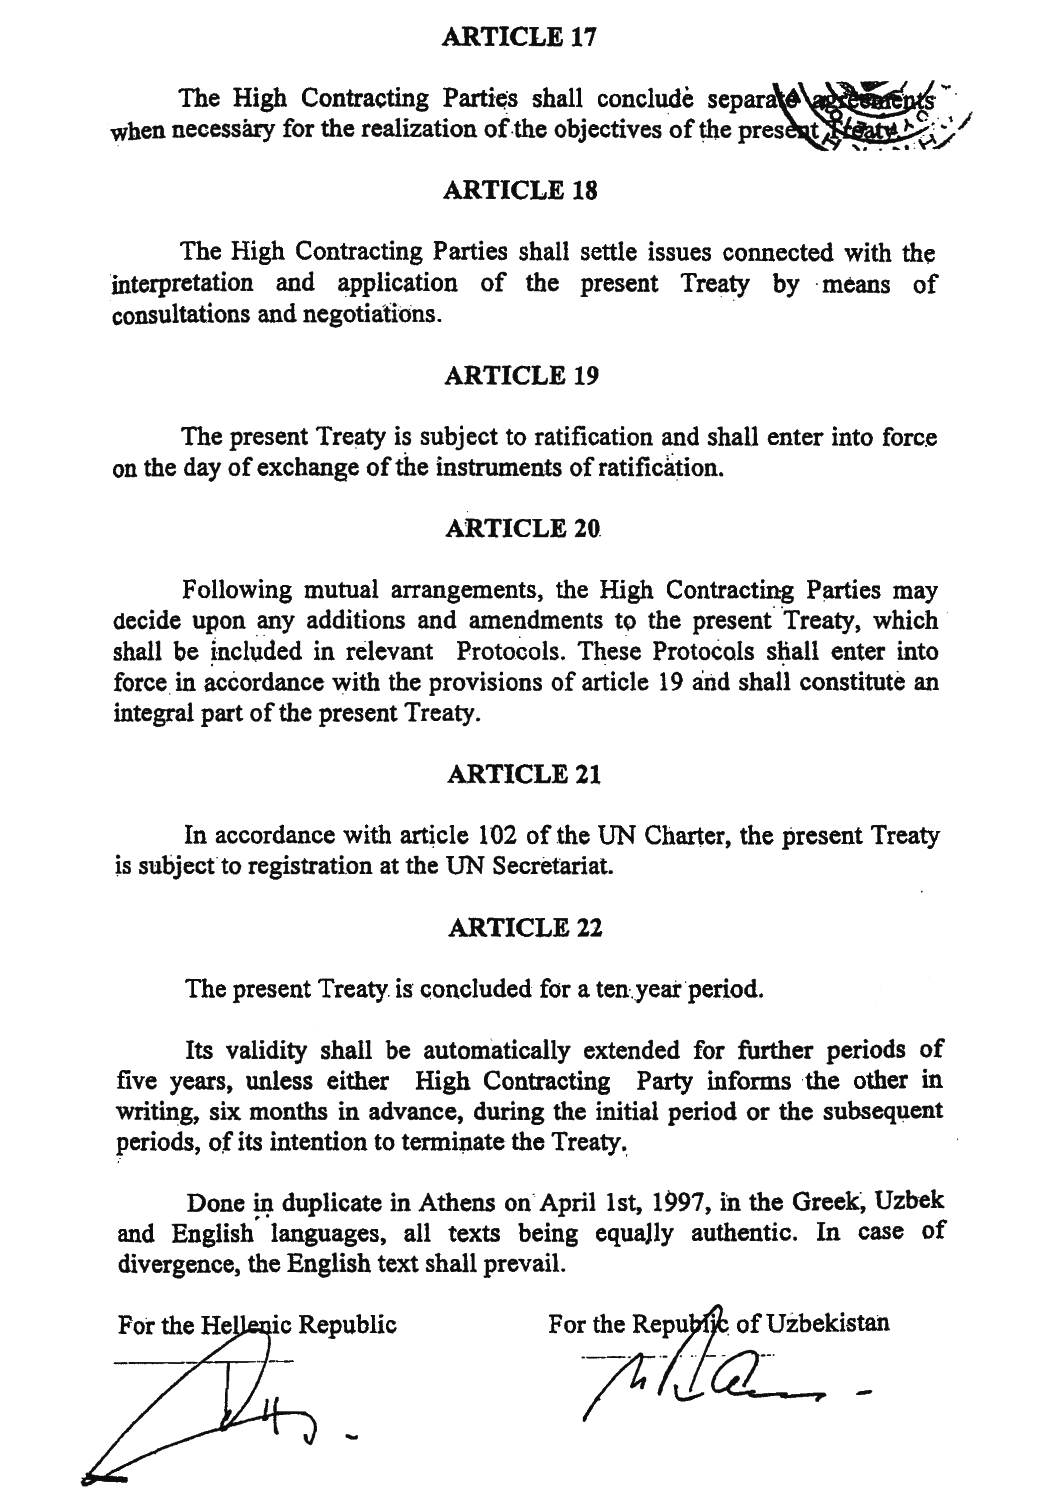 ARTICLE 17
The High Contracting Parties shall conclude separate agreements
when necessary for the realization of the objectives of the present Treaty.
ARTICLE 18
The High Contracting Parties shall settle issues connected with the
interpretation and application of the present Treaty by means of
consultations and negotiations.
ARTICLE 19
The present Treaty is subject to ratification and shall enter into force
on the day of exchange of the instruments of ratification.
ARTICLE 20
Following mutual arrangements, the High Contracting Parties may
decide upon any additions and amendments to the present Treaty, which
shall be included in relevant Protocols. These Protocols shall enter into
force in accordance with the provisions of article 19 and shall constitute an
integral part of the present Treaty.
ARTICLE 21
In accordance with article 102 of the UN Charter, the present Treaty
is subject to registration at the UN Secretariat.
ARTICLE 22
The present Treaty is concluded for a ten year period.
Its validity shall be automatically extended for further periods of
five years, unless either High Contracting Party informs the other in
writing, six months in advance, during the initial period or the subsequent
periods, of its intention to terminate the Treaty.
Done in duplicate in Athens on April 1st, 1997, in the Greek, Uzbek
and English languages, all texts being equally authentic. In case of
divergence, the English text shall prevail.
For the Hellenic Republic
For the Republic of Uzbekistan